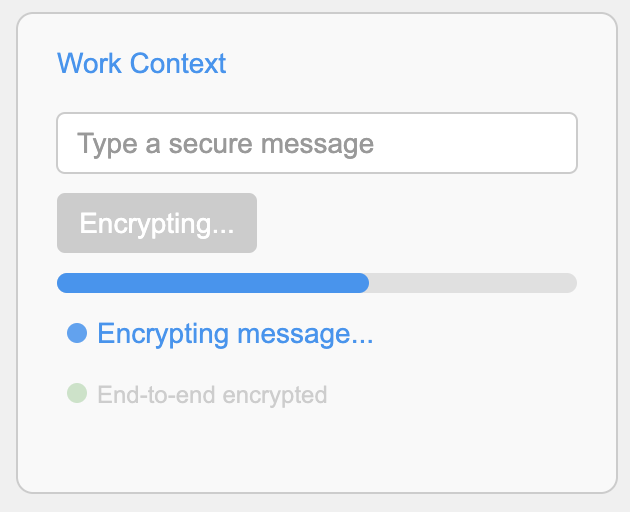 Work Context
Type a secure message
Encrypting...
Encrypting message...
End-to-end encrypted